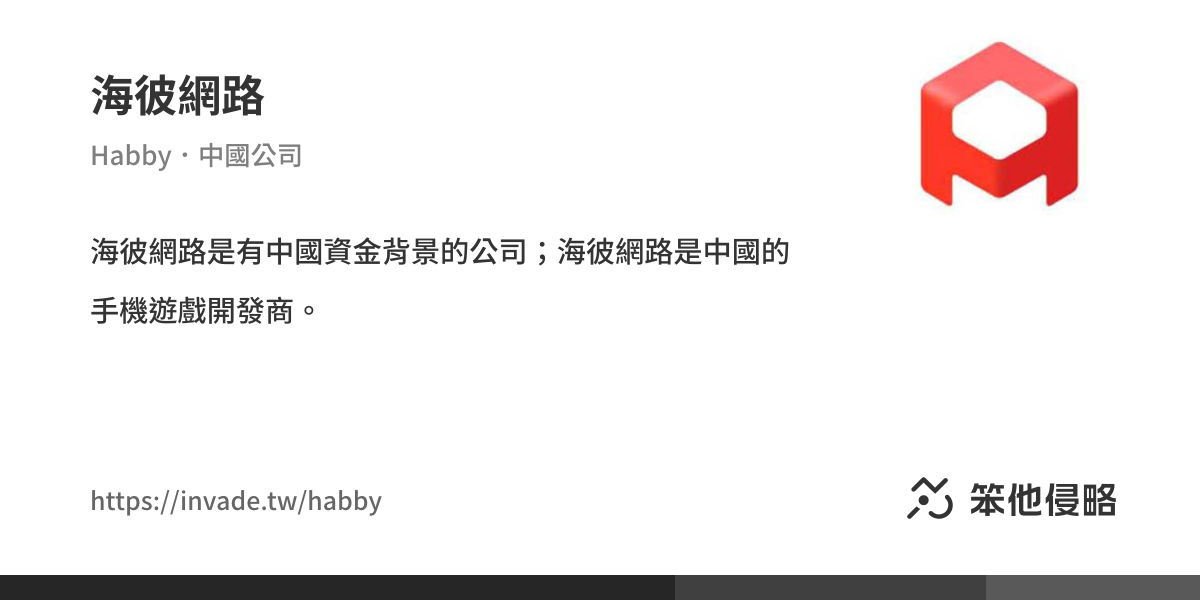 海彼網路
Habby・中國公司
海彼網路是有中國資金背景的公司；海彼網路是中國的
手機遊戲開發商。
https://invade.tw/habby
笨他侵略